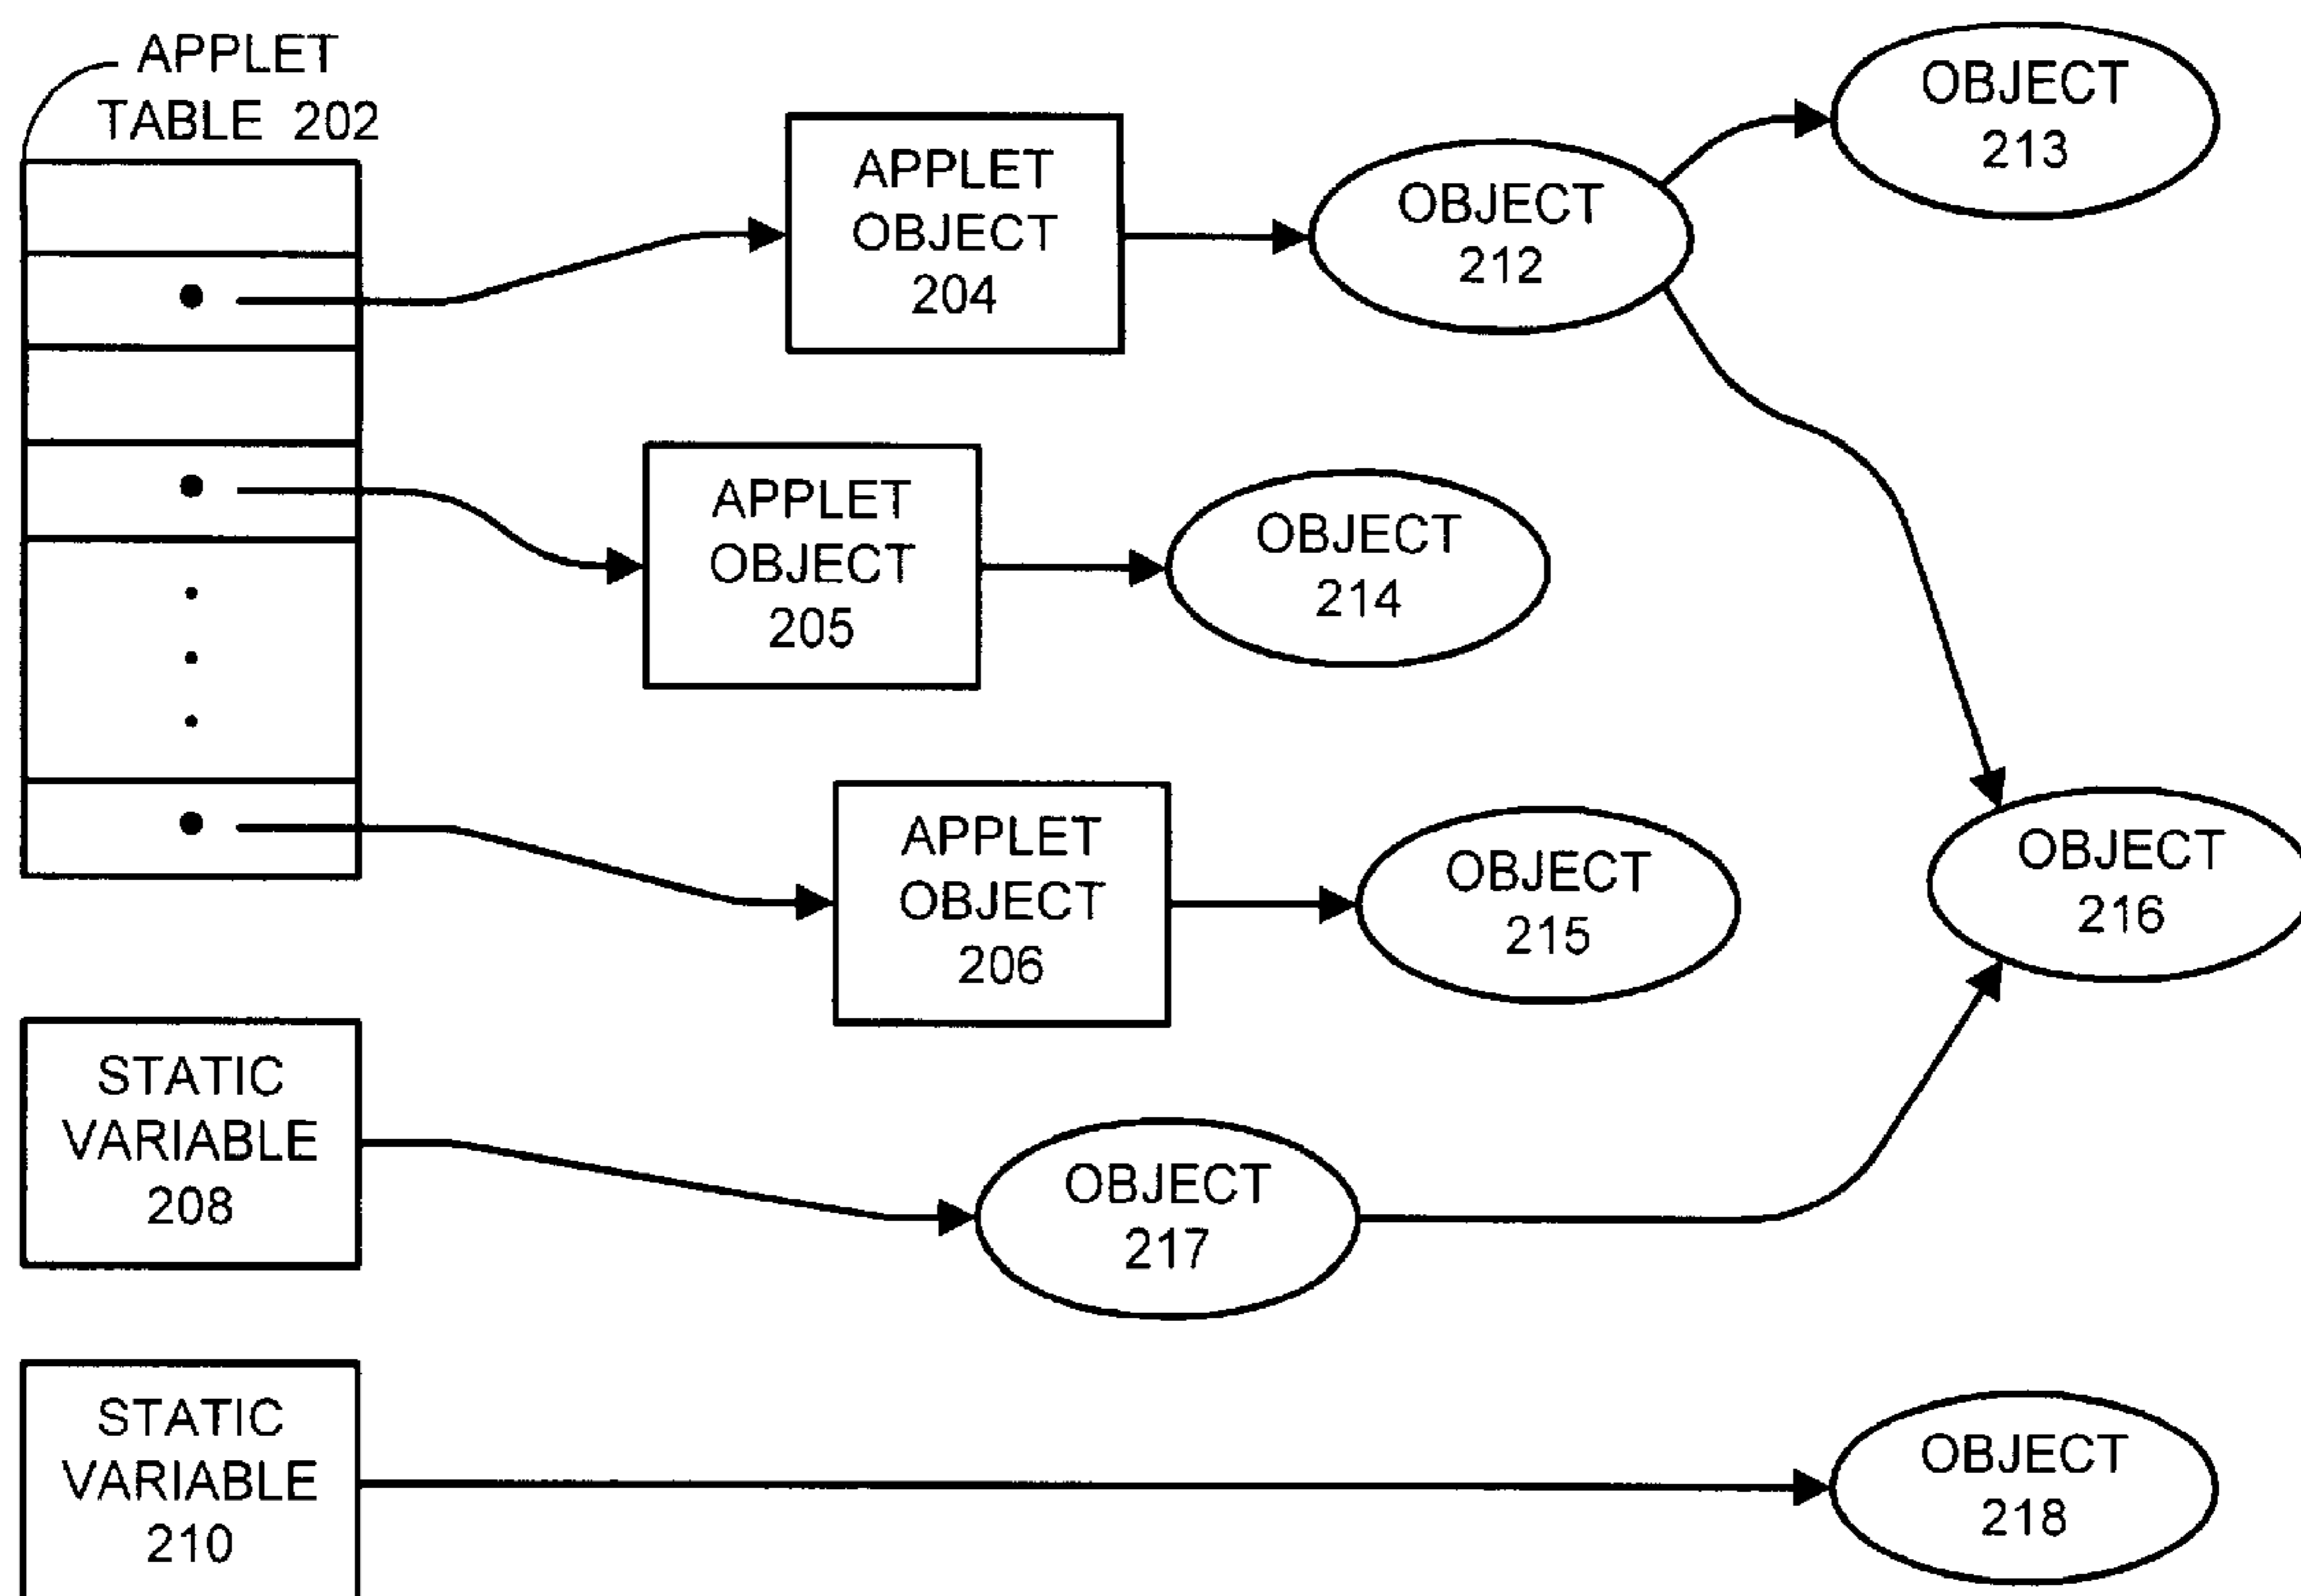 APPLET
TABLE 202
APPLET
OBJECT
204
OBJECT
212
OBJECT
213
APPLET
OBJECT
205
OBJECT
214
APPLET
OBJECT
206
OBJECT
215
OBJECT
216
STATIC
VARIABLE
208
OBJECT
217
STATIC
VARIABLE
210
OBJECT
218